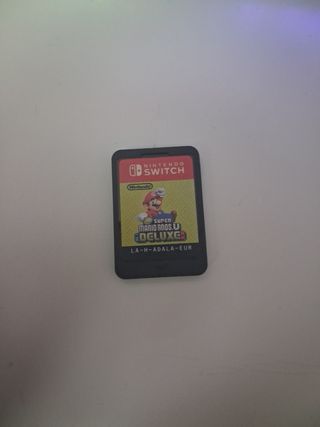 NINTENDO
SWITCH
Nintendo
SUPER
MARIO BROS. U
DELUXE
LA-H-ADALA-EUR